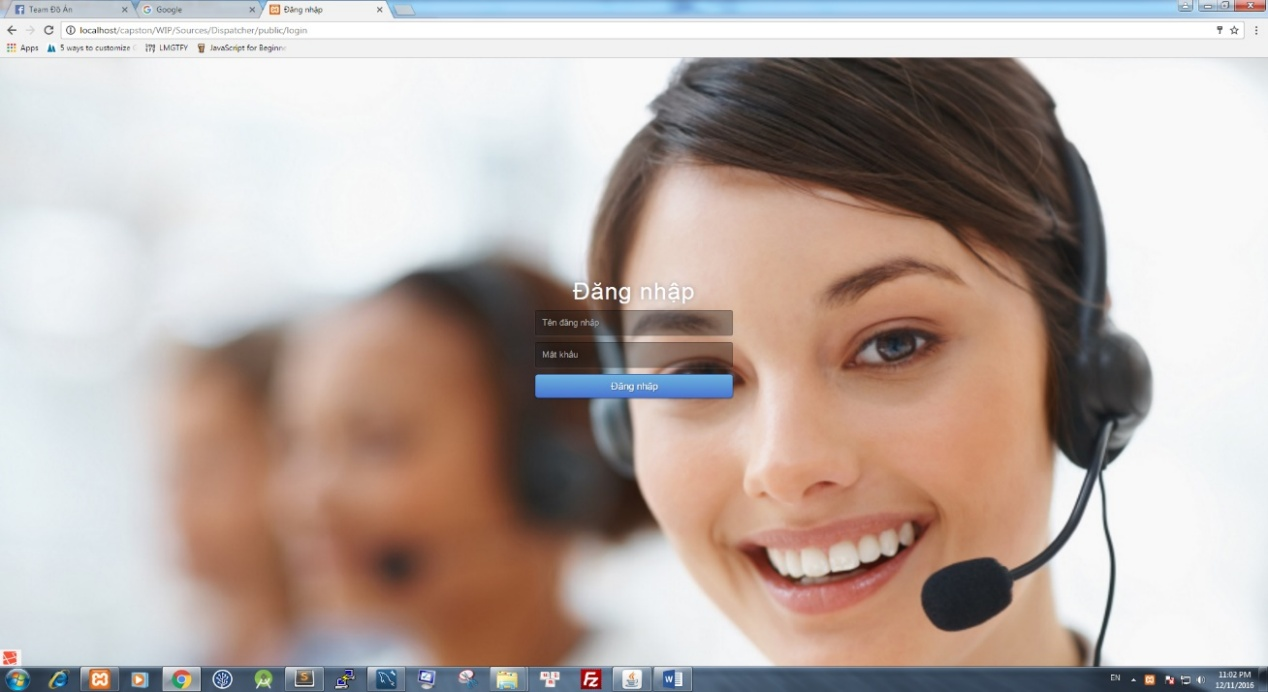 Team Đồ Án
Google
Đăng nhập
localhost/capston/WIP/Sources/Dispatcher/public/login
Apps
5 ways to customize
LMGTFY
JavaScript for Beginn
Đăng nhập
Tên đăng nhập
Mật khẩu
Đăng nhập
EN
11:02 PM
12/11/2016